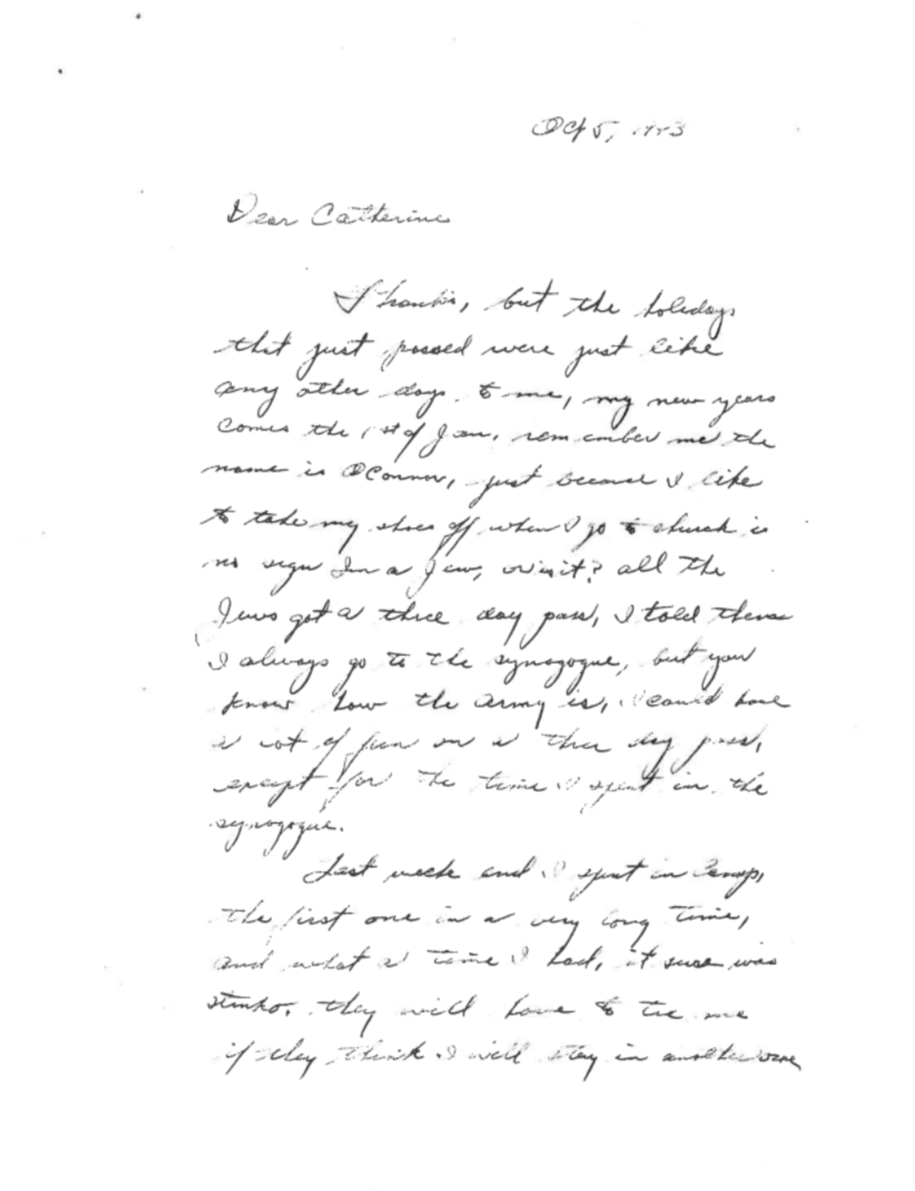 Oct 5, 1943
Dear Catherine
Thanks, but the holidays
that just passed were just like
any other days to me, my new years
comes the 1st of Jan, remember me the
name is OConnor, just because I like
to take my shoes off when I go to church is
no sign Im a Jew, or is it? all the
Jews got a three day pass, I told them
I always go to the synagogue, but you
know how the army is, I could have
a lot of fun on a three day pass,
except for the time I spent in the
synogogue.
Last week end I spent in Camp,
the first one in a very long time,
and what a time I had, it sure was
stinko. they will have to tie me
if they think I will stay in another one